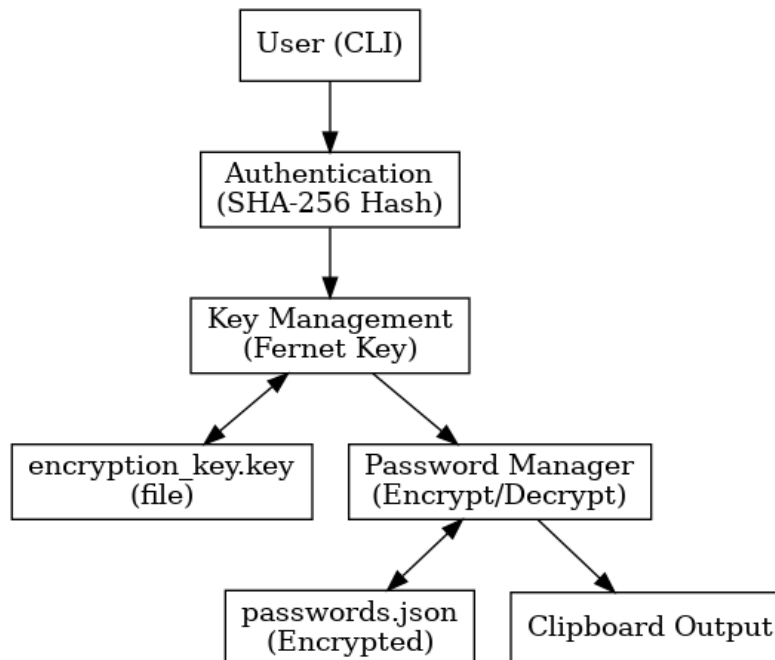 User (CLI)
Authentication
(SHA-256 Hash)
Key Management
(Fernet Key)
encryption_key.key
(file)
Password Manager
(Encrypt/Decrypt)
passwords.json
(Encrypted)
Clipboard Output